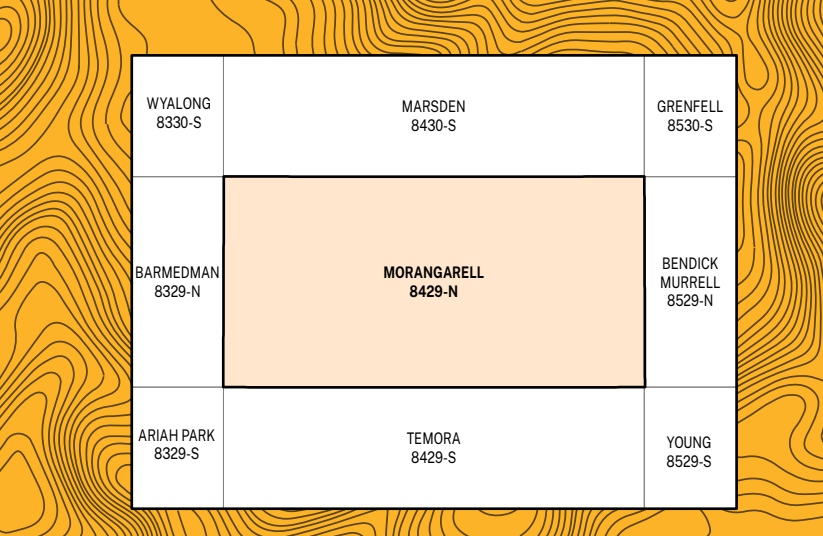 WYALONG
8330-S
MARSDEN
8430-S
GRENFELL
8530-S
BARMEDMAN
8329-N
MORANGARELL
8429-N
BENDICK
MURRELL
8529-N
ARIAH PARK
8329-S
TEMORA
8429-S
YOUNG
8529-S